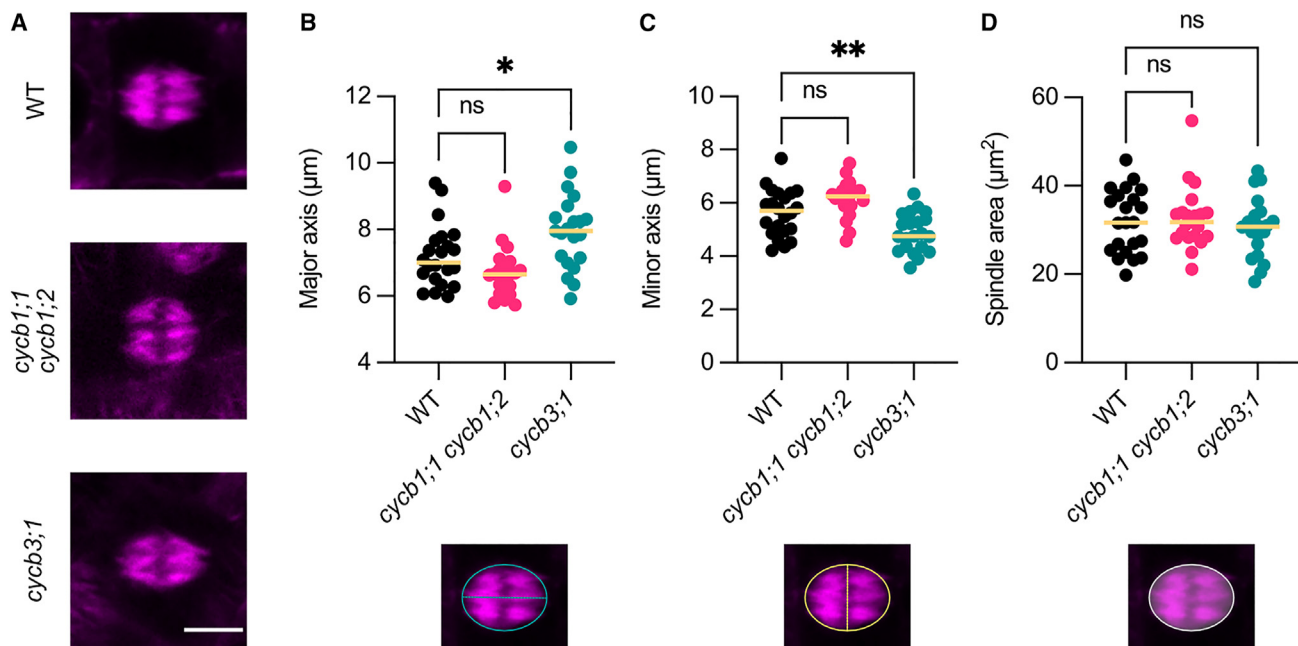 A
WT
cycb1;1
cycb1;2
cycb3;1
B
*
ns
12
10
8
6
4
Major axis (µm)
WT
cycb1;1 cycb1;2
cycb3;1
C
**
ns
10
8
6
4
2
0
Minor axis (µm)
WT
cycb1;1 cycb1;2
cycb3;1
D
ns
ns
60
40
20
0
Spindle area (µm²)
WT
cycb1;1 cycb1;2
cycb3;1